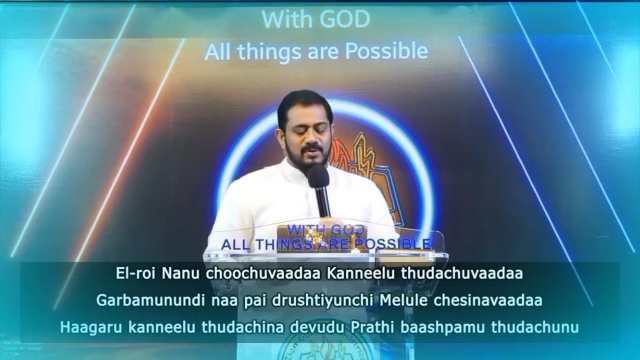 With GOD
All things are Possible
WITH GOD
ALL THINGS ARE POSSIBLE
El-roi Nanu choochuvaadaa Kanneelu thudachuvaadaa
Garbamunundi naa pai drushtiyunchi Melule chesinavaadaa
Haagaru kanneelu thudachina devudu Prathi baashpamu thudachunu